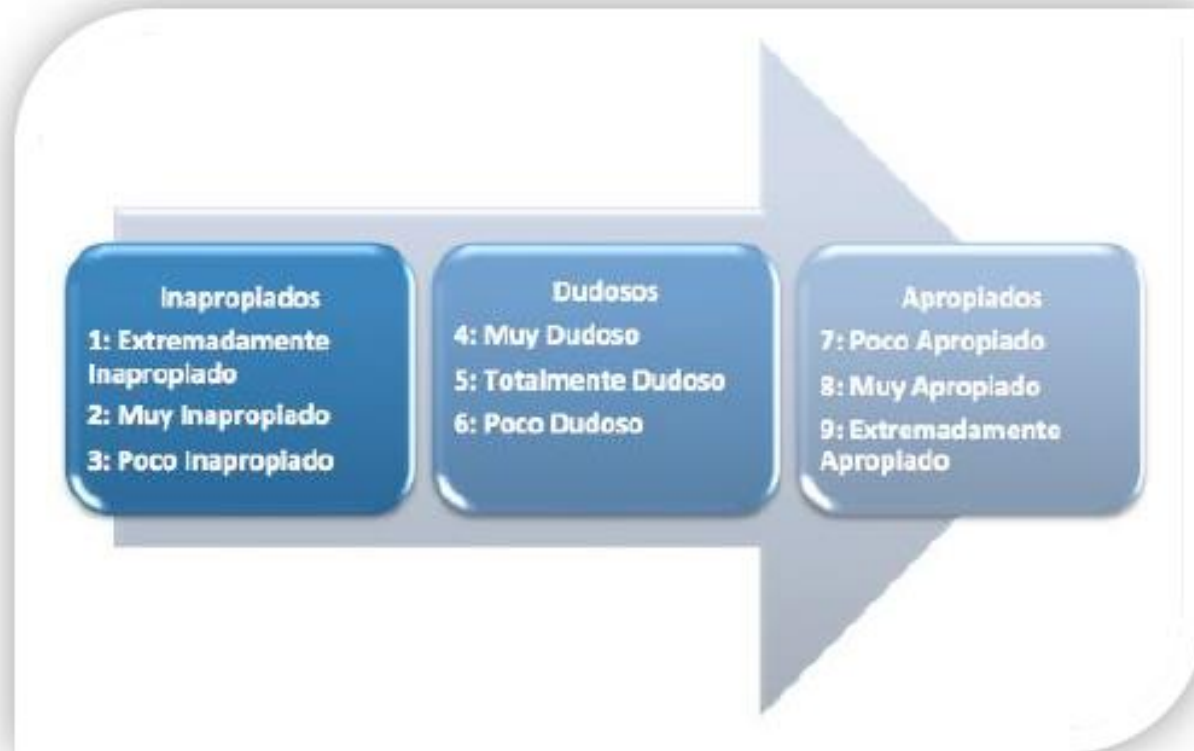 Inapropiados
1: Extremadamente
Inapropiado
2: Muy Inapropiado
3: Poco Inapropiado
Dudosos
4: Muy Dudoso
5: Totalmente Dudoso
6: Poco Dudoso
Apropiados
7: Poco Apropiado
8: Muy Apropiado
9: Extremadamente
Apropiado